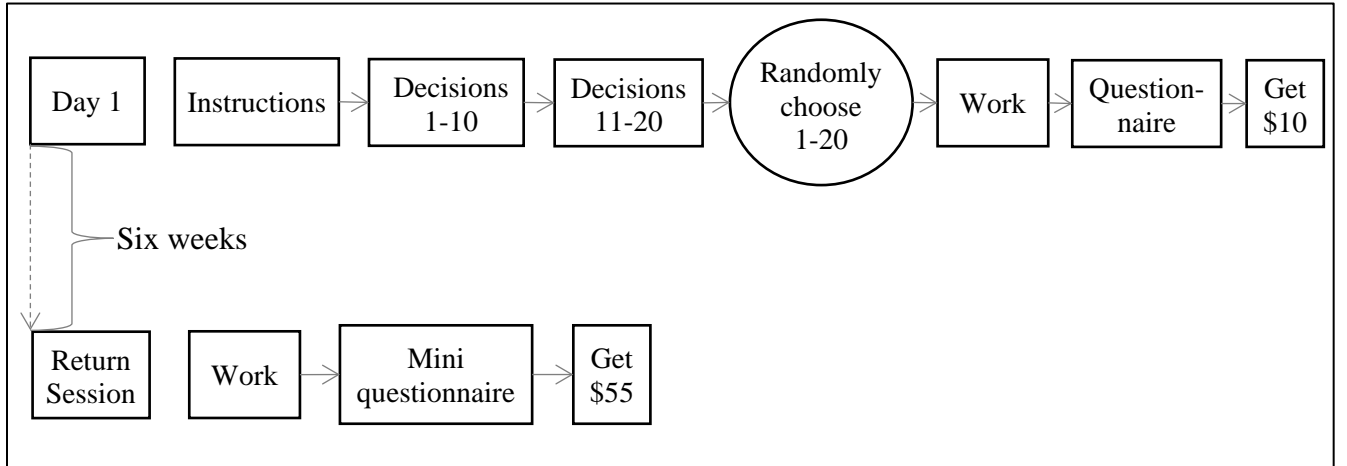 Day 1
Instructions
Decisions
1-10
Decisions
11-20
Randomly
choose
1-20
Work
Question-
naire
Get
$10
Six weeks
Return
Session
Work
Mini
questionnaire
Get
$55